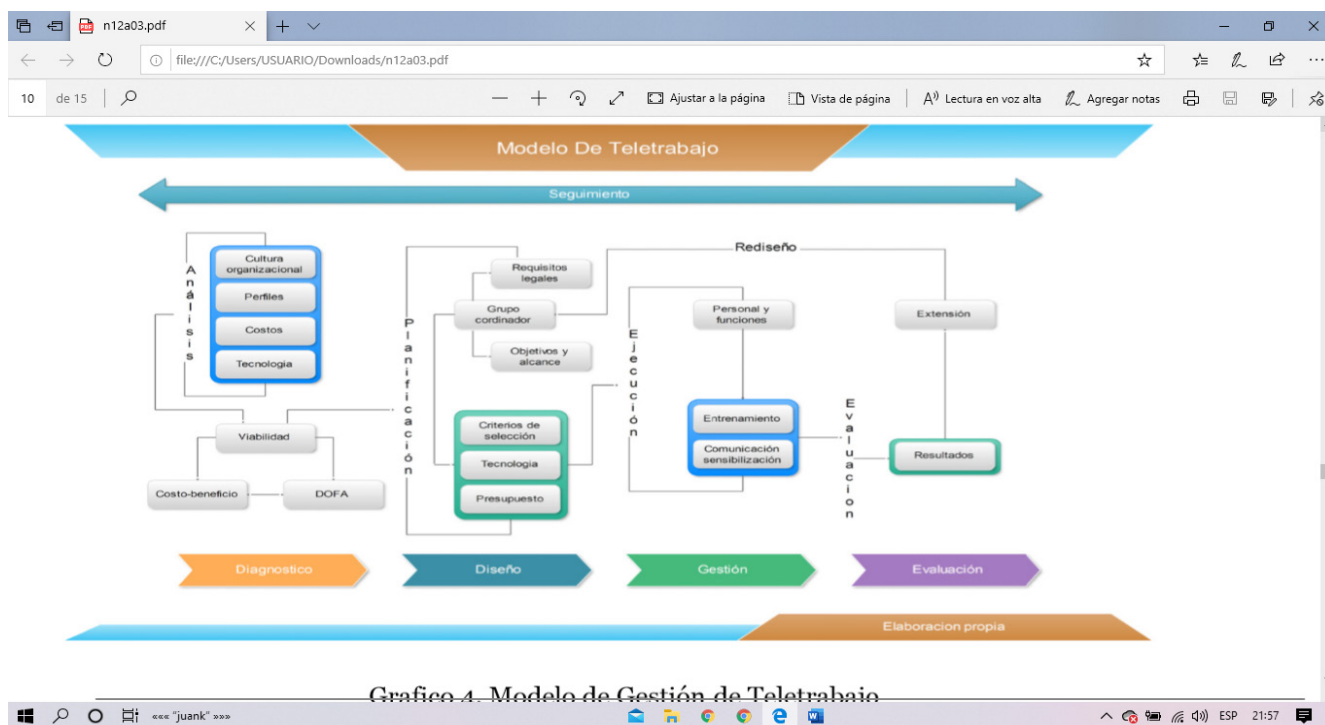 n12a03.pdf
file:///C:/Users/USUARIO/Downloads/n12a03.pdf
10 de 15
Ajustar a la página
Vista de página
Lectura en voz alta
Agregar notas
Modelo De Teletrabajo
Seguimiento
Análisis
Cultura
organizacional
Perfiles
Costos
Tecnologia
Viabilidad
Costo-beneficio
DOFA
Planificación
Requisitos
legales
Grupo
cordinador
Objetivos y
alcance
Criterios de
selección
Tecnologia
Presupuesto
Rediseño
Ejecución
Personal y
funciones
Entrenamiento
Comunicación
sensibilización
Evaluacion
Extensión
Resultados
Diagnostico
Diseño
Gestión
Evaluación
Elaboracion propia
Grafico 4. Modelo de Gestión de Teletrabajo
««« "juank" »»»
ESP
21:57